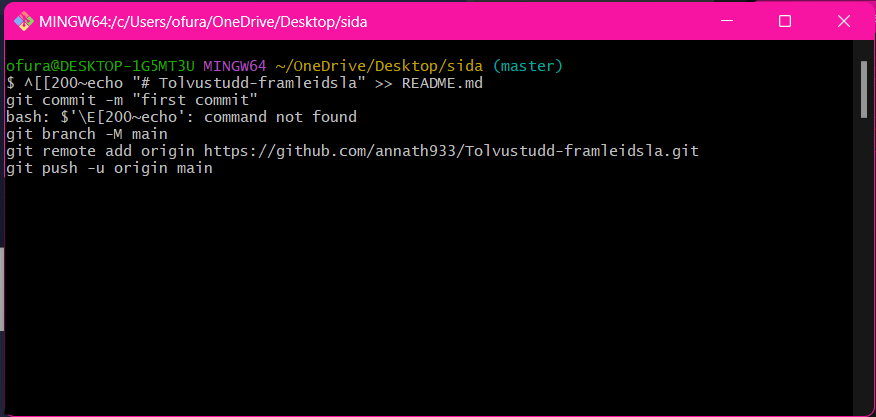 MINGW64:/c/Users/ofura/OneDrive/Desktop/sida
ofura@DESKTOP-1G5MT3U MINGW64 ~/OneDrive/Desktop/sida (master)
$ ^[[200~echo "# Tolvustudd-framleidsla" >> README.md
git commit -m "first commit"
bash: $'\E[200~echo': command not found
git branch -M main
git remote add origin https://github.com/annath933/Tolvustudd-framleidsla.git
git push -u origin main